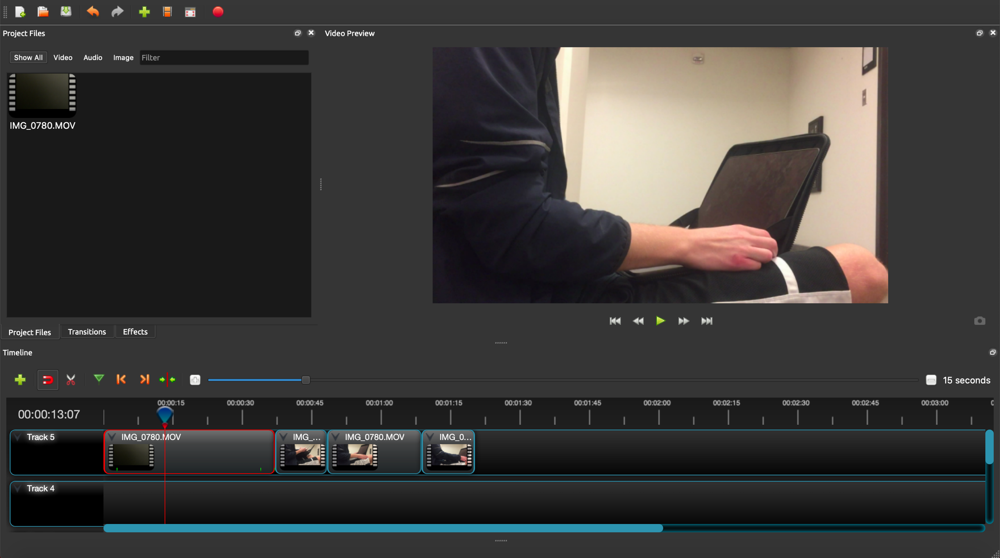 Project Files
Video Preview
Show All Video Audio Image Filter
IMG_0780.MOV
Project Files Transitions Effects
Timeline
15 seconds
00:00:15 00:00:30 00:00:45 00:01:00 00:01:15 00:01:30 00:01:45 00:02:00 00:02:15 00:02:30 00:02:45 00:03:00
00:00:13:07
Track 5 IMG_0780.MOV IMG_... IMG_0780.MOV IMG_0...
Track 4